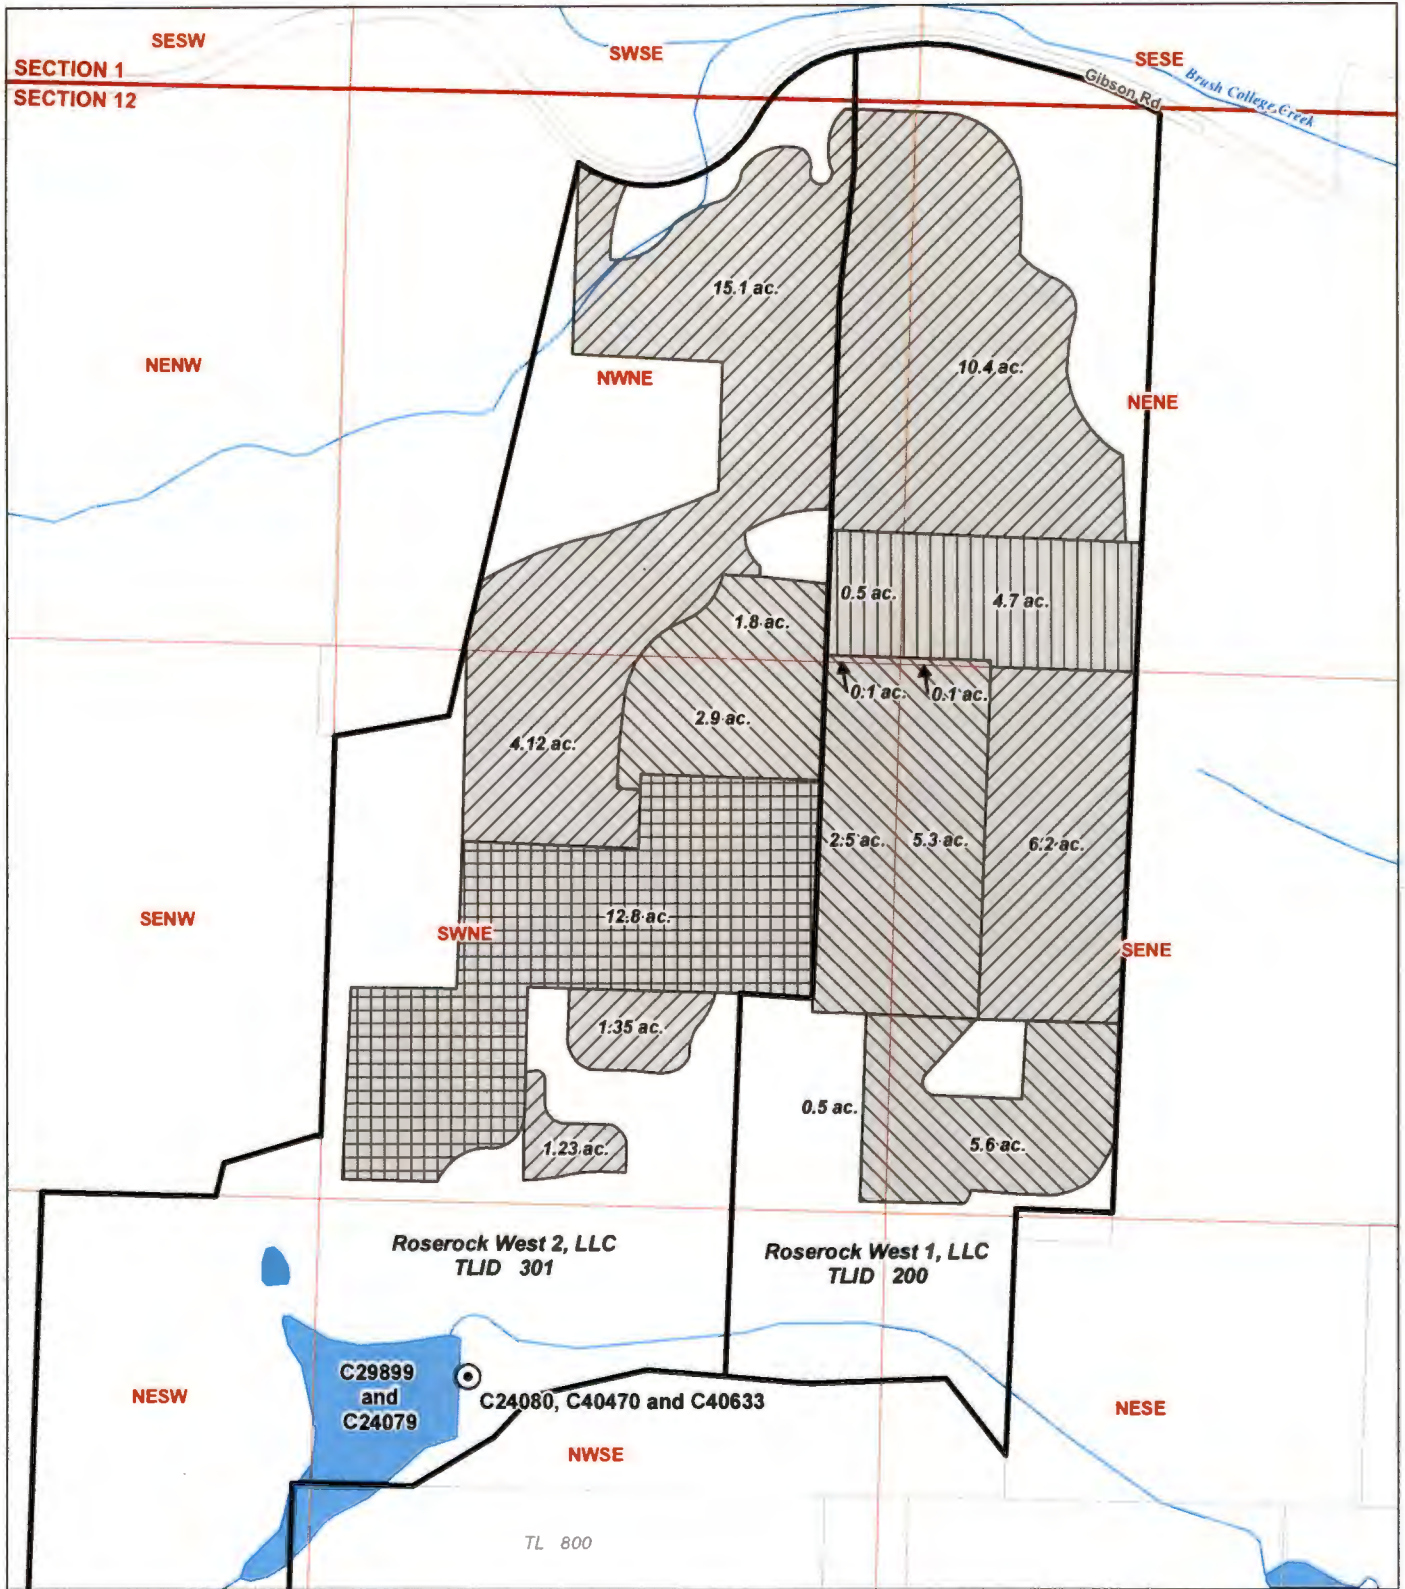 SESW
SWSE
SESE
SECTION 1
SECTION 12
Gibson Rd
Brush College Creek
15.1 ac.
NENW
NWNE
10.4 ac.
NENE
0.5 ac.
4.7 ac.
1.8 ac.
0.1 ac.
0.1 ac.
2.9 ac.
4.12 ac.
2.5 ac.
5.3 ac.
6.2 ac.
SENW
12.8 ac.
SWNE
SENE
1.35 ac.
0.5 ac.
1.23 ac.
5.6 ac.
Roserock West 2, LLC
TLID 301
Roserock West 1, LLC
TLID 200
C29899
and
C24079
C24080, C40470 and C40633
NESW
NESE
NWSE
TL 800